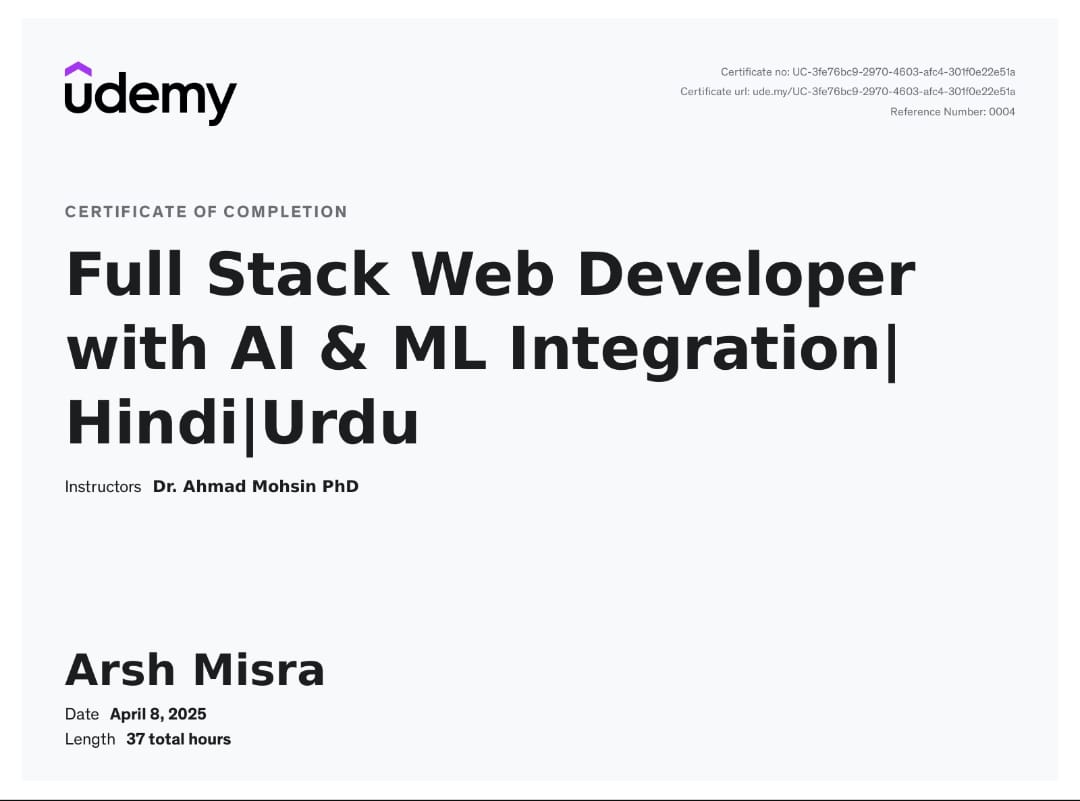 udemy
Certificate no: UC-3fe76bc9-2970-4603-afc4-301f0e22e51a
Certificate url: ude.my/UC-3fe76bc9-2970-4603-afc4-301f0e22e51a
Reference Number: 0004
CERTIFICATE OF COMPLETION
Full Stack Web Developer
with AI & ML Integration|
Hindi|Urdu
Instructors Dr. Ahmad Mohsin PhD
Arsh Misra
Date April 8, 2025
Length 37 total hours